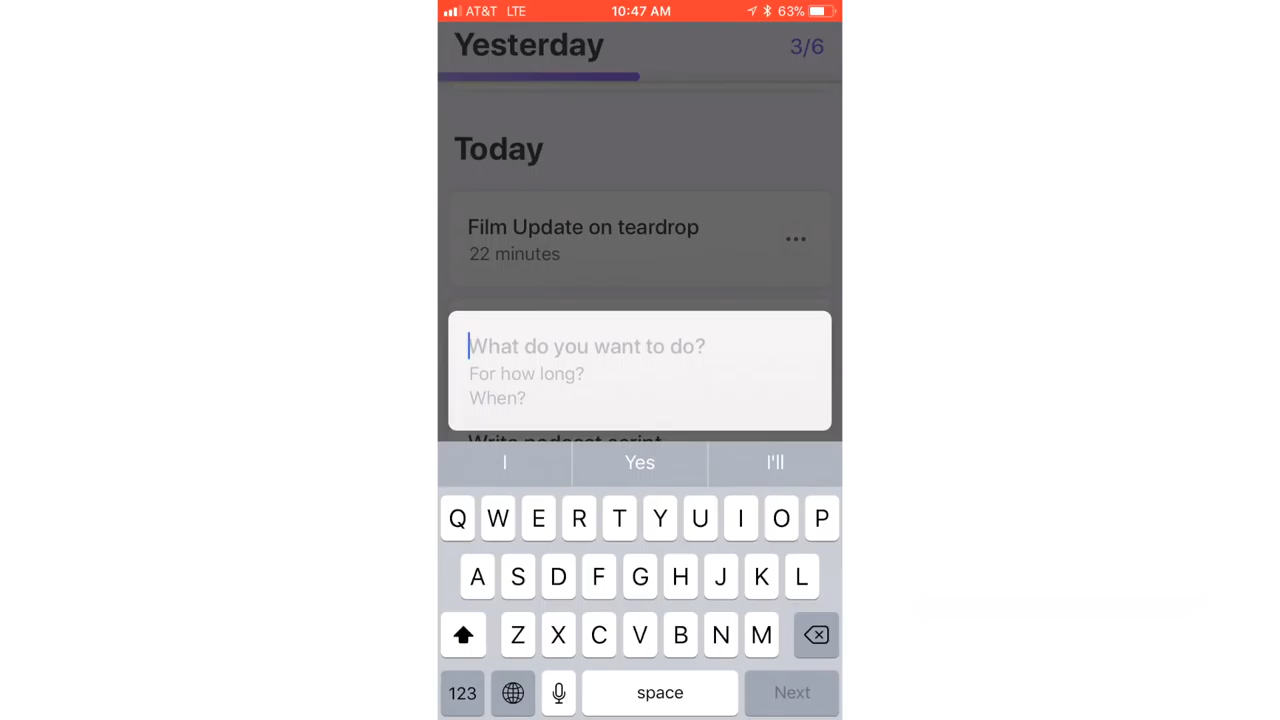 AT&T LTE 10:47 AM 63%
Yesterday 3/6
Today
Film Update on teardrop
22 minutes
What do you want to do?
For how long?
When?
Write podcast script
I Yes I'll
Q W E R T Y U I O P
A S D F G H J K L
Z X C V B N M
123 space Next